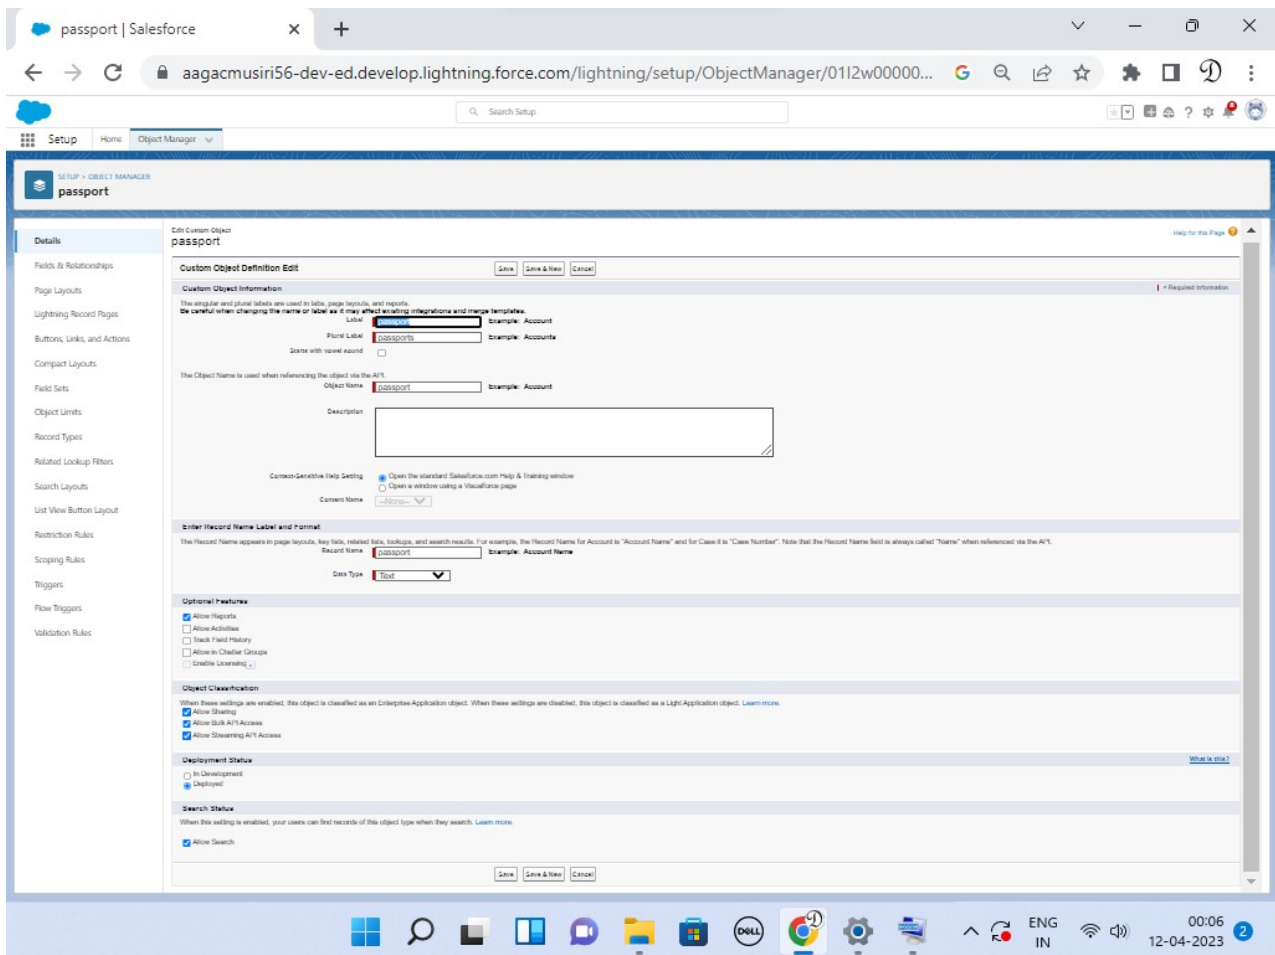 passport | Salesforce
aagacmusiri56-dev-ed.develop.lightning.force.com/lightning/setup/ObjectManager/01I2w00000...
Search Setup
Setup Home Object Manager
SETUP > OBJECT MANAGER
passport
Details
Fields & Relationships
Page Layouts
Lightning Record Pages
Buttons, Links, and Actions
Compact Layouts
Field Sets
Object Limits
Record Types
Related Lookup Filters
Search Layouts
List View Button Layout
Restriction Rules
Scoping Rules
Triggers
Flow Triggers
Validation Rules
Edit Custom Object
passport
Help for this Page
Custom Object Definition Edit Save Save & New Cancel
Custom Object Information = Required Information
The singular and plural labels are used in tabs, page layouts, and reports.
Be careful when changing the name or label as it may affect existing integrations and merge templates.
Label passport Example: Account
Plural Label passports Example: Accounts
Starts with vowel sound
The Object Name is used when referencing the object via the API.
Object Name passport Example: Account
Description
Context-Sensitive Help Setting Open the standard Salesforce.com Help & Training window
Open a window using a Visualforce page
Content Name --None--
Enter Record Name Label and Format
The Record Name appears in page layouts, key lists, related lists, lookups, and search results. For example, the Record Name for Account is "Account Name" and for Case it is "Case Number". Note that the Record Name field is always called "Name" when referenced via the API.
Record Name passport Example: Account Name
Data Type Text
Optional Features
Allow Reports
Allow Activities
Track Field History
Allow in Chatter Groups
Enable Licensing
Object Classification
When these settings are enabled, this object is classified as an Enterprise Application object. When these settings are disabled, this object is classified as a Light Application object. Learn more.
Allow Sharing
Allow Bulk API Access
Allow Streaming API Access
Deployment Status What is this?
In Development
Deployed
Search Status
When this setting is enabled, your users can find records of this object type when they search. Learn more.
Allow Search
Save Save & New Cancel
DELL
ENG
IN
00:06
12-04-2023
2